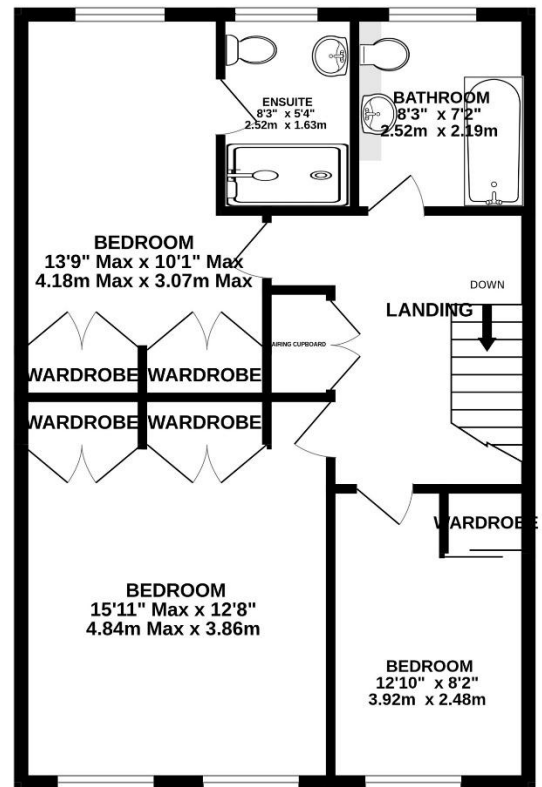 ENSUITE
8'3" x 5'4"
2.52m x 1.63m
BATHROOM
8'3" x 7'2"
2.52m x 2.19m
BEDROOM
13'9" Max x 10'1" Max
4.18m Max x 3.07m Max
DOWN
LANDING
AIRING CUPBOARD
WARDROBE
WARDROBE
WARDROBE
WARDROBE
WARDROBE
BEDROOM
15'11" Max x 12'8"
4.84m Max x 3.86m
BEDROOM
12'10" x 8'2"
3.92m x 2.48m